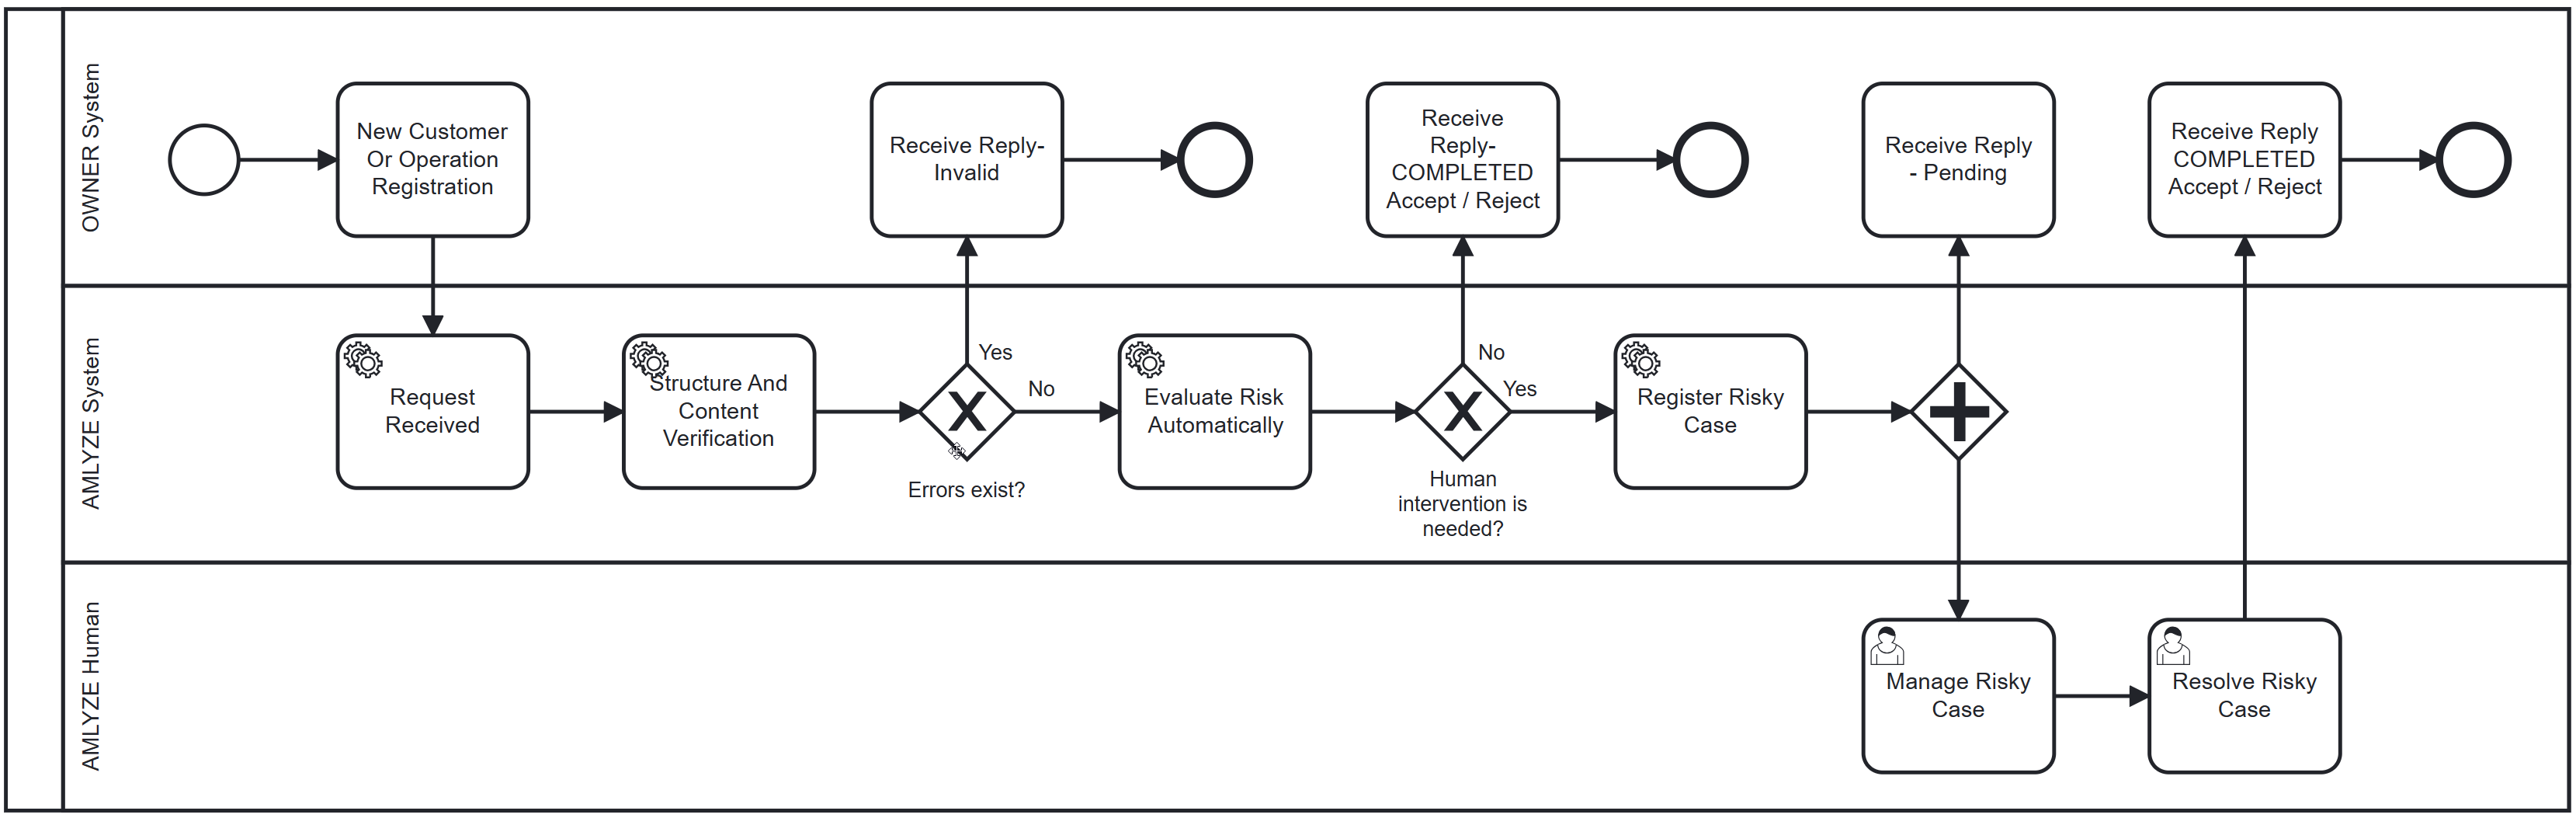 OWNER System
New Customer
Or Operation
Registration
Receive Reply-
Invalid
Receive
Reply-
COMPLETED
Accept / Reject
Receive Reply
- Pending
Receive Reply
COMPLETED
Accept / Reject
AMLYZE System
Request
Received
Structure And
Content
Verification
Yes
No
Errors exist?
Evaluate Risk
Automatically
No
Yes
Human
intervention is
needed?
Register Risky
Case
AMLYZE Human
Manage Risky
Case
Resolve Risky
Case